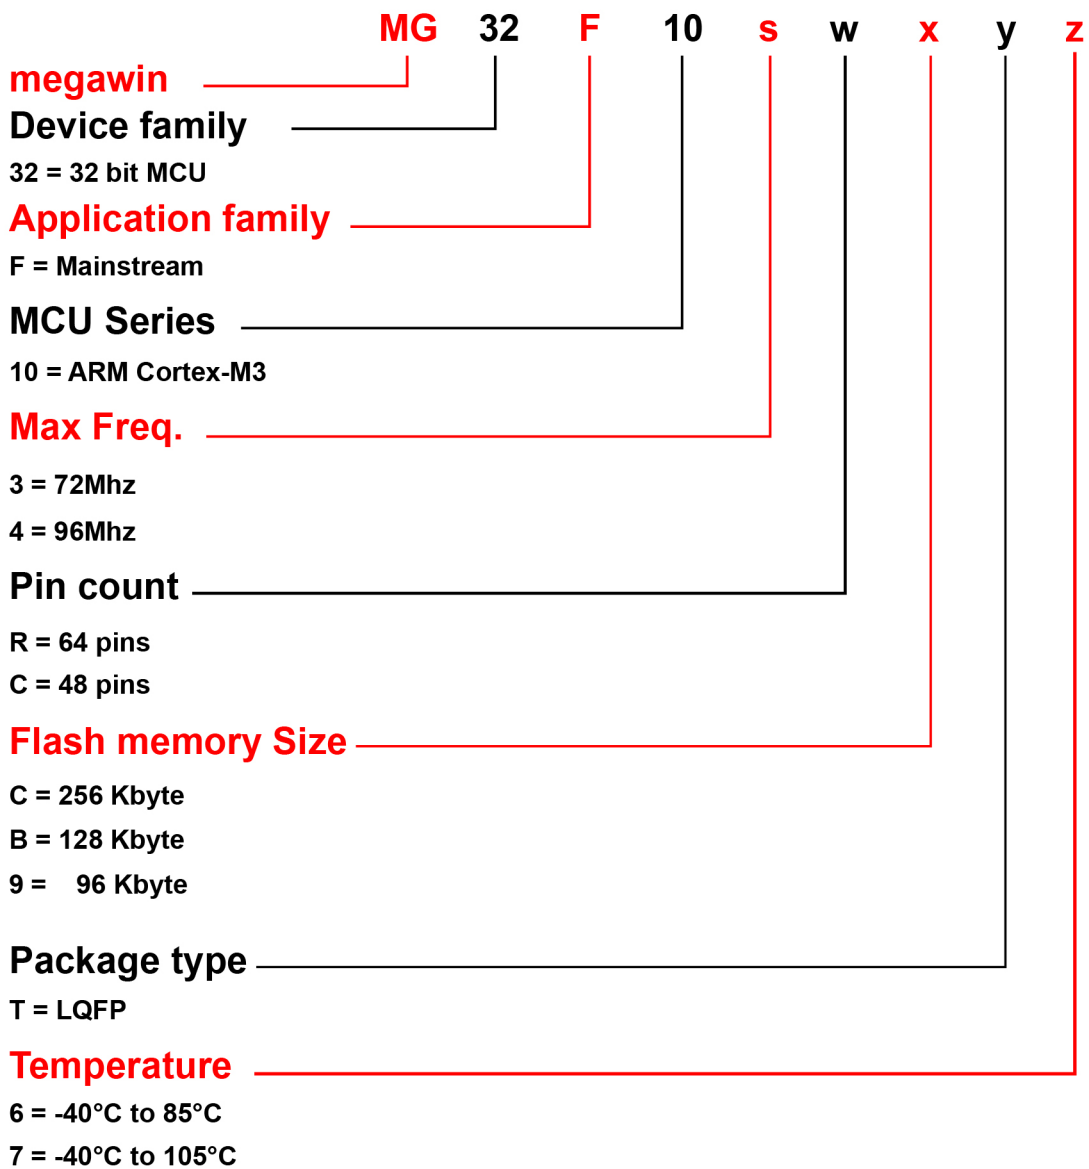 MG 32 F 10 s w x y z
megawin
Device family
32 = 32 bit MCU
Application family
F = Mainstream
MCU Series
10 = ARM Cortex-M3
Max Freq.
3 = 72Mhz
4 = 96Mhz
Pin count
R = 64 pins
C = 48 pins
Flash memory Size
C = 256 Kbyte
B = 128 Kbyte
9 = 96 Kbyte
Package type
T = LQFP
Temperature
6 = -40°C to 85°C
7 = -40°C to 105°C